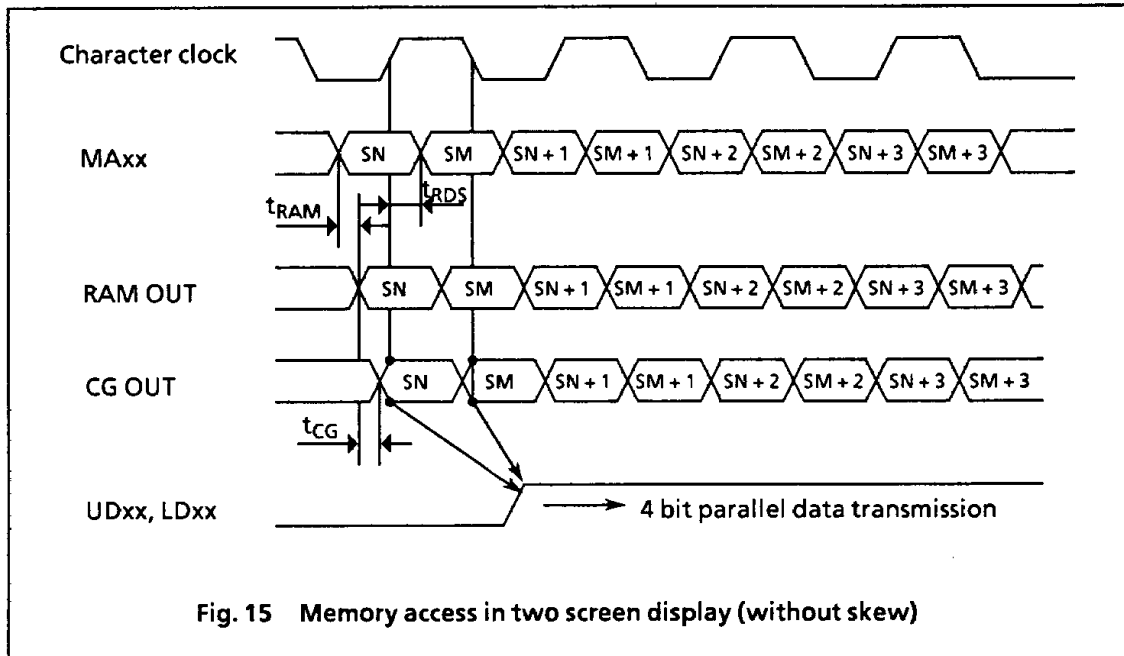 Character clock
MAxx
SN SM SN + 1 SM + 1 SN + 2 SM + 2 SN + 3 SM + 3
tRAM
tRDS
RAM OUT
SN SM SN + 1 SM + 1 SN + 2 SM + 2 SN + 3 SM + 3
CG OUT
SN SM SN + 1 SM + 1 SN + 2 SM + 2 SN + 3 SM + 3
tCG
UDxx, LDxx
4 bit parallel data transmission
Fig. 15 Memory access in two screen display (without skew)